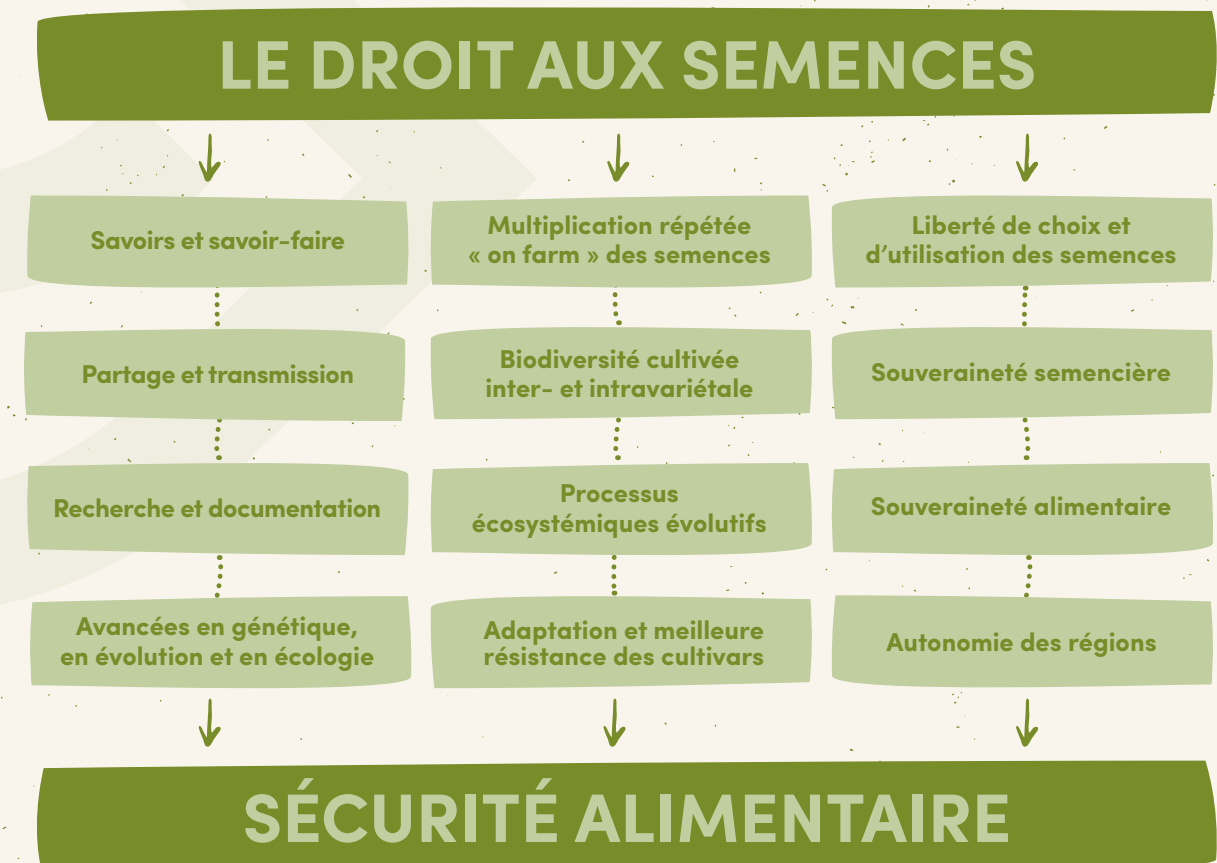 LE DROIT AUX SEMENCES
Savoirs et savoir-faire
Partage et transmission
Recherche et documentation
Avancées en génétique,
en évolution et en écologie
Multiplication répétée
« on farm » des semences
Biodiversité cultivée
inter- et intravariétale
Processus
écosystémiques évolutifs
Adaptation et meilleure
résistance des cultivars
Liberté de choix et
d’utilisation des semences
Souveraineté semencière
Souveraineté alimentaire
Autonomie des régions
SÉCURITÉ ALIMENTAIRE